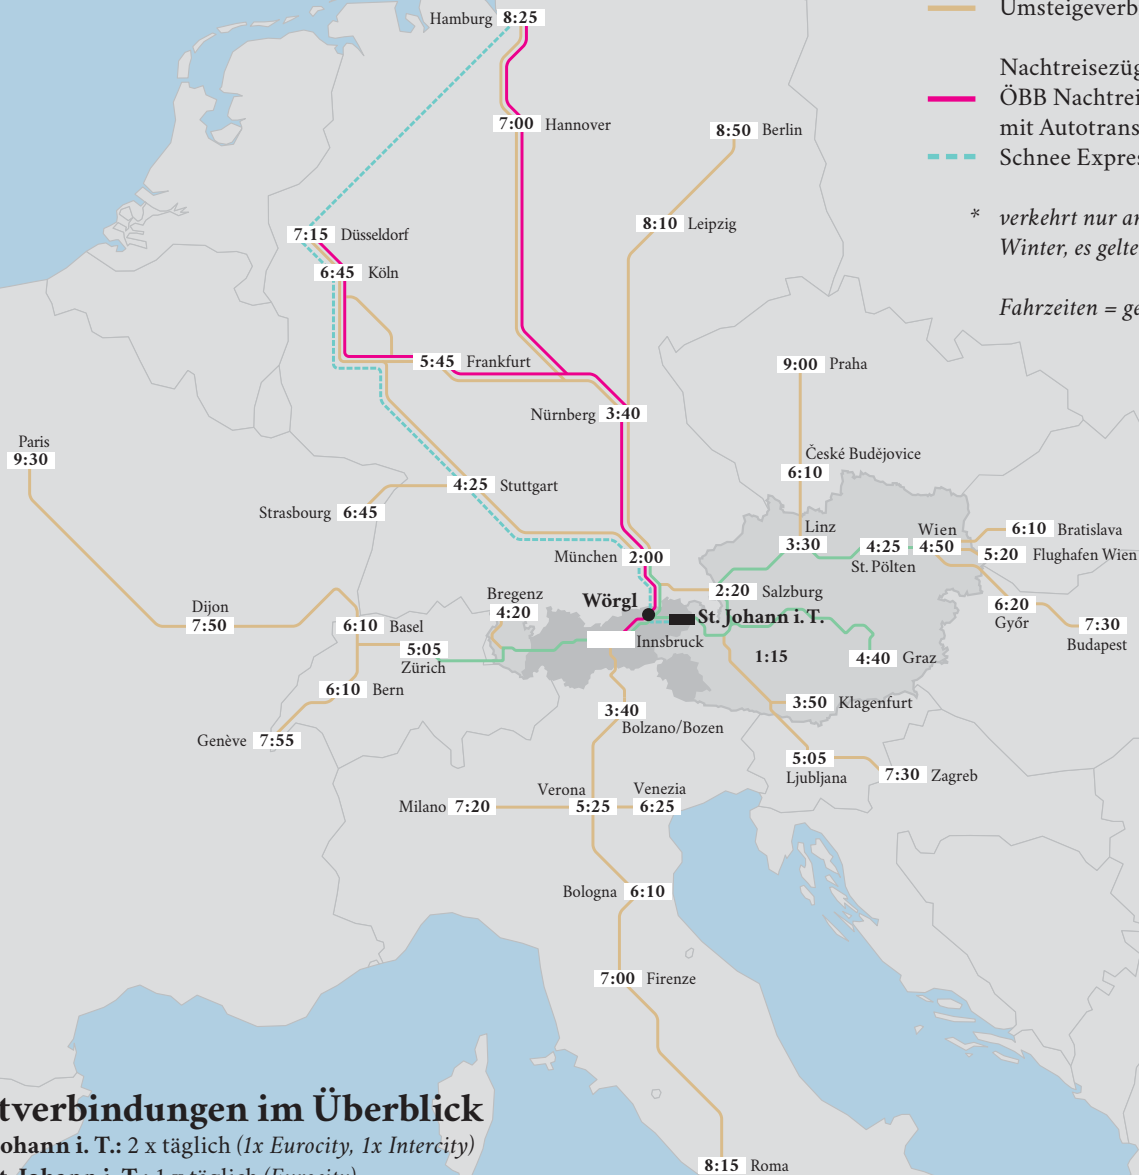 Hamburg 8:25
Umsteigeverb
Nachtreisezüg
ÖBB Nachtrei
mit Autotrans
Schnee Expres
* verkehrt nur ar
Winter, es gelte
Fahrzeiten = ge
7:00 Hannover
8:50 Berlin
8:10 Leipzig
7:15 Düsseldorf
6:45 Köln
5:45 Frankfurt
9:00 Praha
Nürnberg 3:40
Paris
9:30
České Budějovice
6:10
4:25 Stuttgart
Strasbourg 6:45
Linz
3:30
Wien
4:25 4:50
St. Pölten
6:10 Bratislava
5:20 Flughafen Wien
München 2:00
2:20 Salzburg
Bregenz
4:20
Wörgl
St. Johann i. T.
Innsbruck
6:20
Győr
7:30
Budapest
Dijon
7:50
6:10 Basel
5:05
Zürich
1:15
4:40 Graz
6:10 Bern
3:50 Klagenfurt
3:40
Bolzano/Bozen
Genève 7:55
5:05
Ljubljana
7:30 Zagreb
Verona
Venezia
Milano 7:20 5:25 6:25
Bologna 6:10
7:00 Firenze
tverbindungen im Überblick
ohann i. T.: 2 x täglich (1x Eurocity, 1x Intercity)
t. Johann i. T.: 1 x täglich (Eurocity)
8:15 Roma